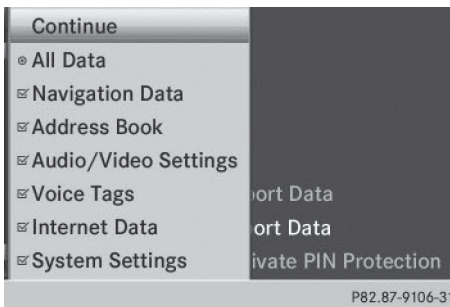 Continue
All Data
Navigation Data
Address Book
Audio/Video Settings
Voice Tags
ort Data
Internet Data
ort Data
System Settings
ivate PIN Protection
P82.87-9106-31